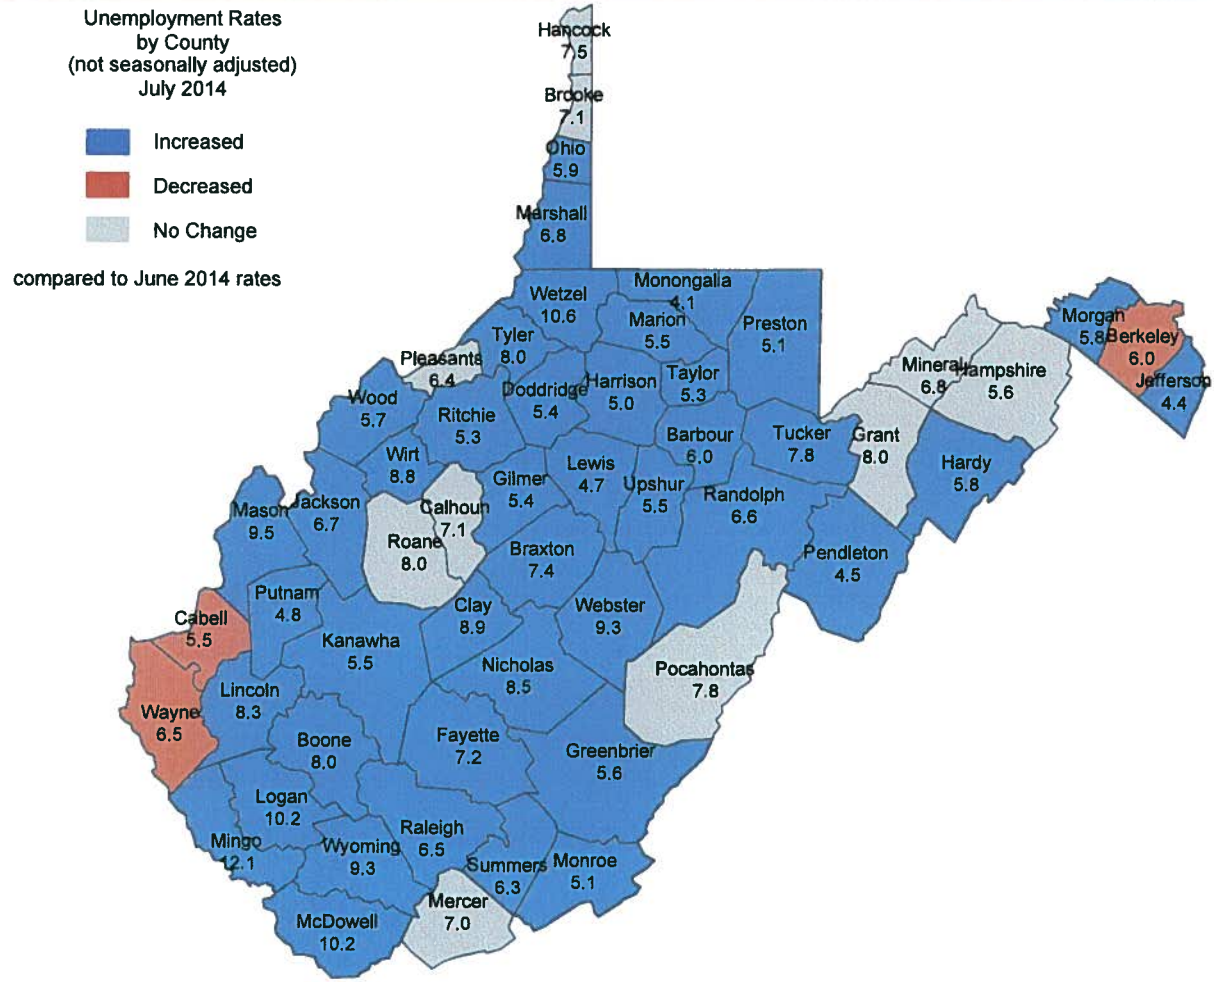 Unemployment Rates
by County
(not seasonally adjusted)
July 2014
Increased
Decreased
No Change
compared to June 2014 rates
Hancock
7.5
Brooke
7.1
Ohio
5.9
Marshall
6.8
Wetzel
10.6
Monongalia
4.1
Marion
5.5
Preston
5.1
Tyler
8.0
Pleasants
6.4
Doddridge
5.4
Harrison
5.0
Taylor
5.3
Morgan
5.8
Berkeley
6.0
Jefferson
4.4
Mineral
6.8
Hampshire
5.6
Wood
5.7
Ritchie
5.3
Barbour
6.0
Tucker
7.8
Grant
8.0
Hardy
5.8
Wirt
8.8
Gilmer
5.4
Lewis
4.7
Upshur
5.5
Randolph
6.6
Mason
9.5
Jackson
6.7
Calhoun
7.1
Roane
8.0
Braxton
7.4
Pendleton
4.5
Putnam
4.8
Cabell
5.5
Clay
8.9
Webster
9.3
Kanawha
5.5
Nicholas
8.5
Pocahontas
7.8
Lincoln
8.3
Wayne
6.5
Boone
8.0
Fayette
7.2
Greenbrier
5.6
Logan
10.2
Mingo
12.1
Wyoming
9.3
Raleigh
6.5
Summers
6.3
Monroe
5.1
Mercer
7.0
McDowell
10.2